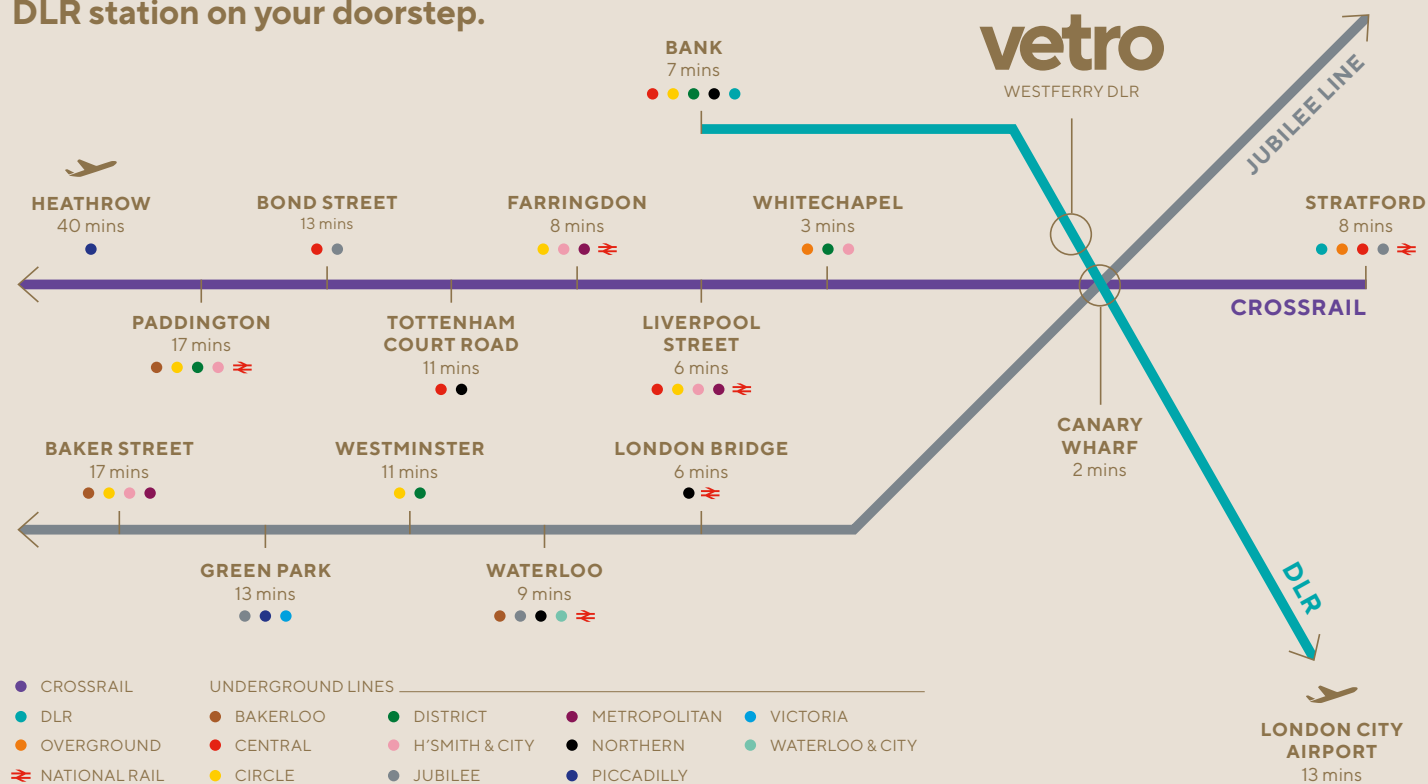 DLR station on your doorstep.
BANK
7 mins
vetro
WESTFERRY DLR
JUBILEE LINE
HEATHROW
40 mins
BOND STREET
13 mins
FARRINGDON
8 mins
WHITECHAPEL
3 mins
STRATFORD
8 mins
CROSSRAIL
PADDINGTON
17 mins
TOTTENHAM
COURT ROAD
11 mins
LIVERPOOL
STREET
6 mins
CANARY
WHARF
2 mins
BAKER STREET
17 mins
WESTMINSTER
11 mins
LONDON BRIDGE
6 mins
GREEN PARK
13 mins
WATERLOO
9 mins
DLR
LONDON CITY
AIRPORT
13 mins
CROSSRAIL
DLR
OVERGROUND
NATIONAL RAIL
UNDERGROUND LINES
BAKERLOO
CENTRAL
CIRCLE
DISTRICT
H'SMITH & CITY
JUBILEE
METROPOLITAN
NORTHERN
PICCADILLY
VICTORIA
WATERLOO & CITY